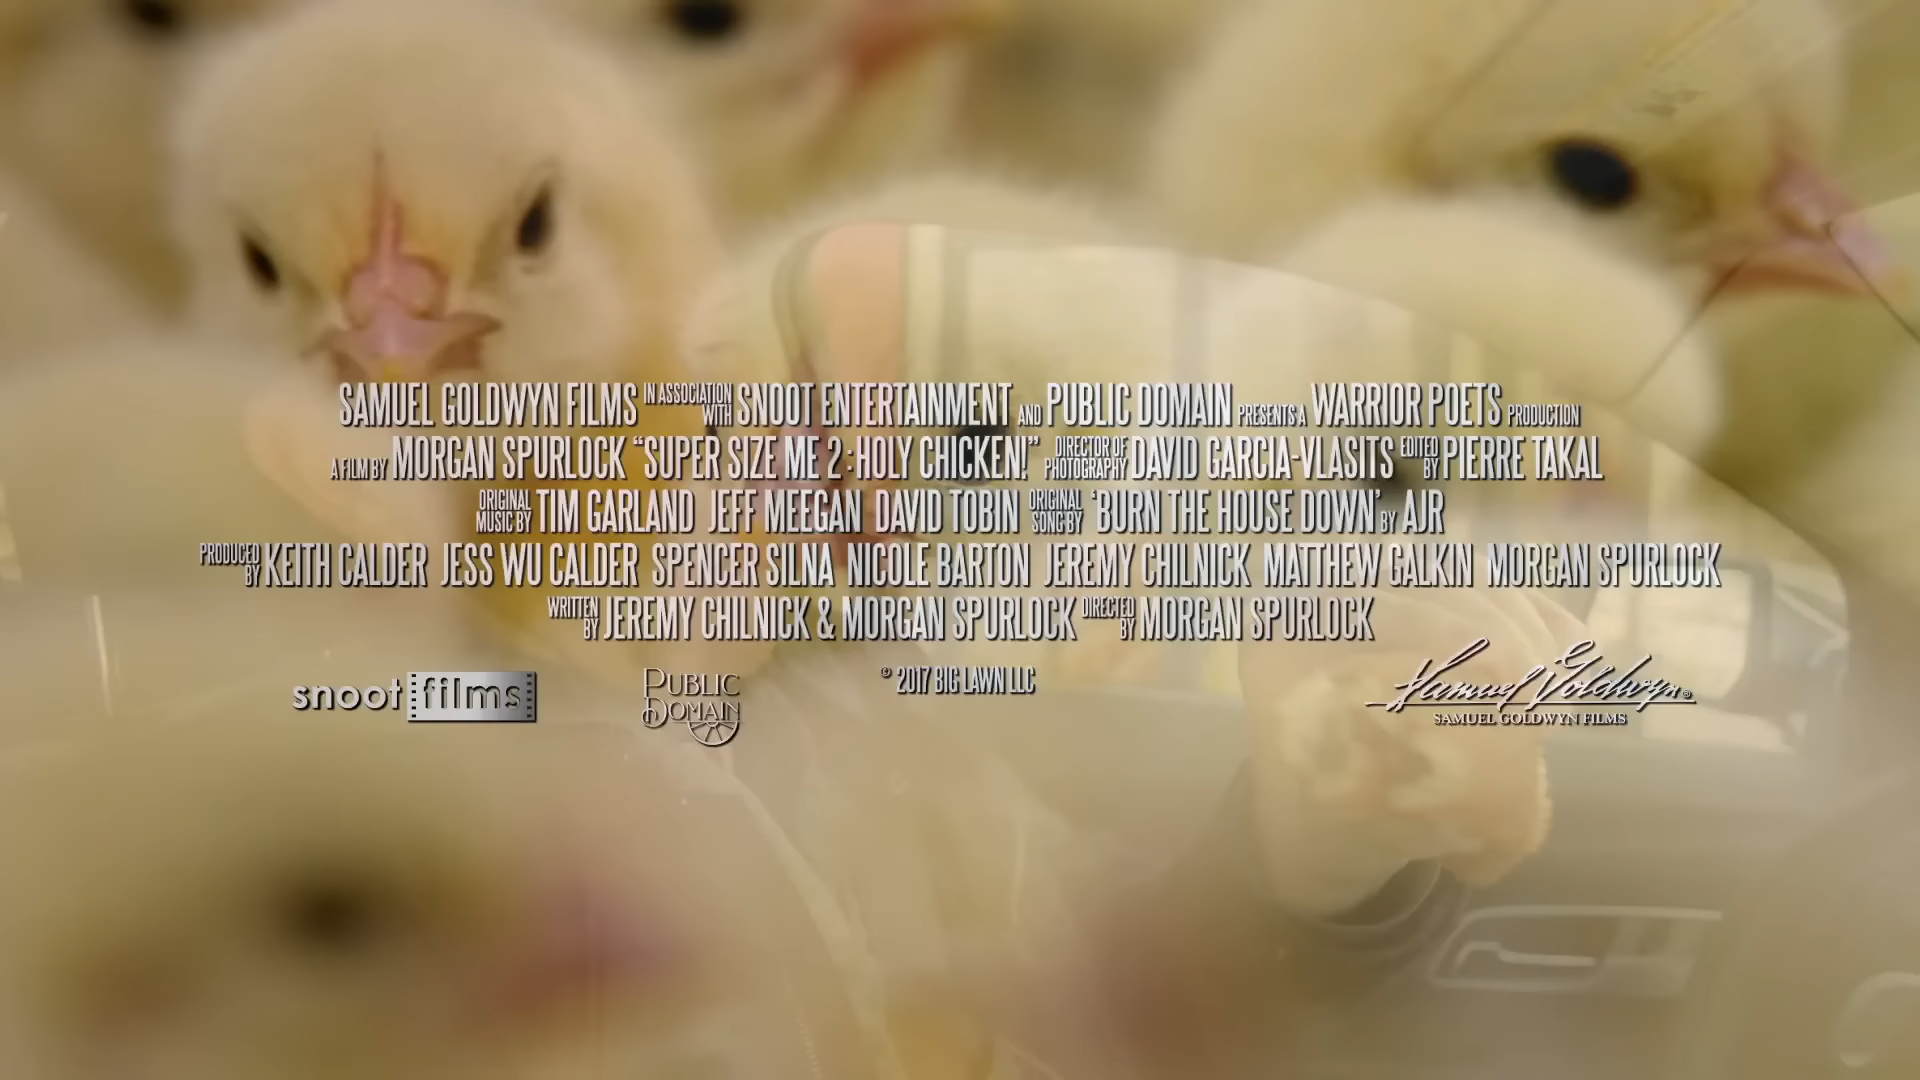 SAMUEL GOLDWYN FILMS IN ASSOCIATION WITH SNOOT ENTERTAINMENT AND PUBLIC DOMAIN PRESENTS A WARRIOR POETS PRODUCTION
A FILM BY MORGAN SPURLOCK “SUPER SIZE ME 2: HOLY CHICKEN!” DIRECTOR OF PHOTOGRAPHY DAVID GARCIA-VLASITS EDITED BY PIERRE TAKAL
ORIGINAL MUSIC BY TIM GARLAND JEFF MEEGAN DAVID TOBIN ORIGINAL SONG BY ‘BURN THE HOUSE DOWN’ BY AJR
PRODUCED BY KEITH CALDER JESS WU CALDER SPENCER SILNA NICOLE BARTON JEREMY CHILNICK MATTHEW GALKIN MORGAN SPURLOCK
WRITTEN BY JEREMY CHILNICK & MORGAN SPURLOCK DIRECTED BY MORGAN SPURLOCK
snoot films
PUBLIC DOMAIN
© 2017 BIG LAWN LLC
Samuel Goldwyn®
SAMUEL GOLDWYN FILMS